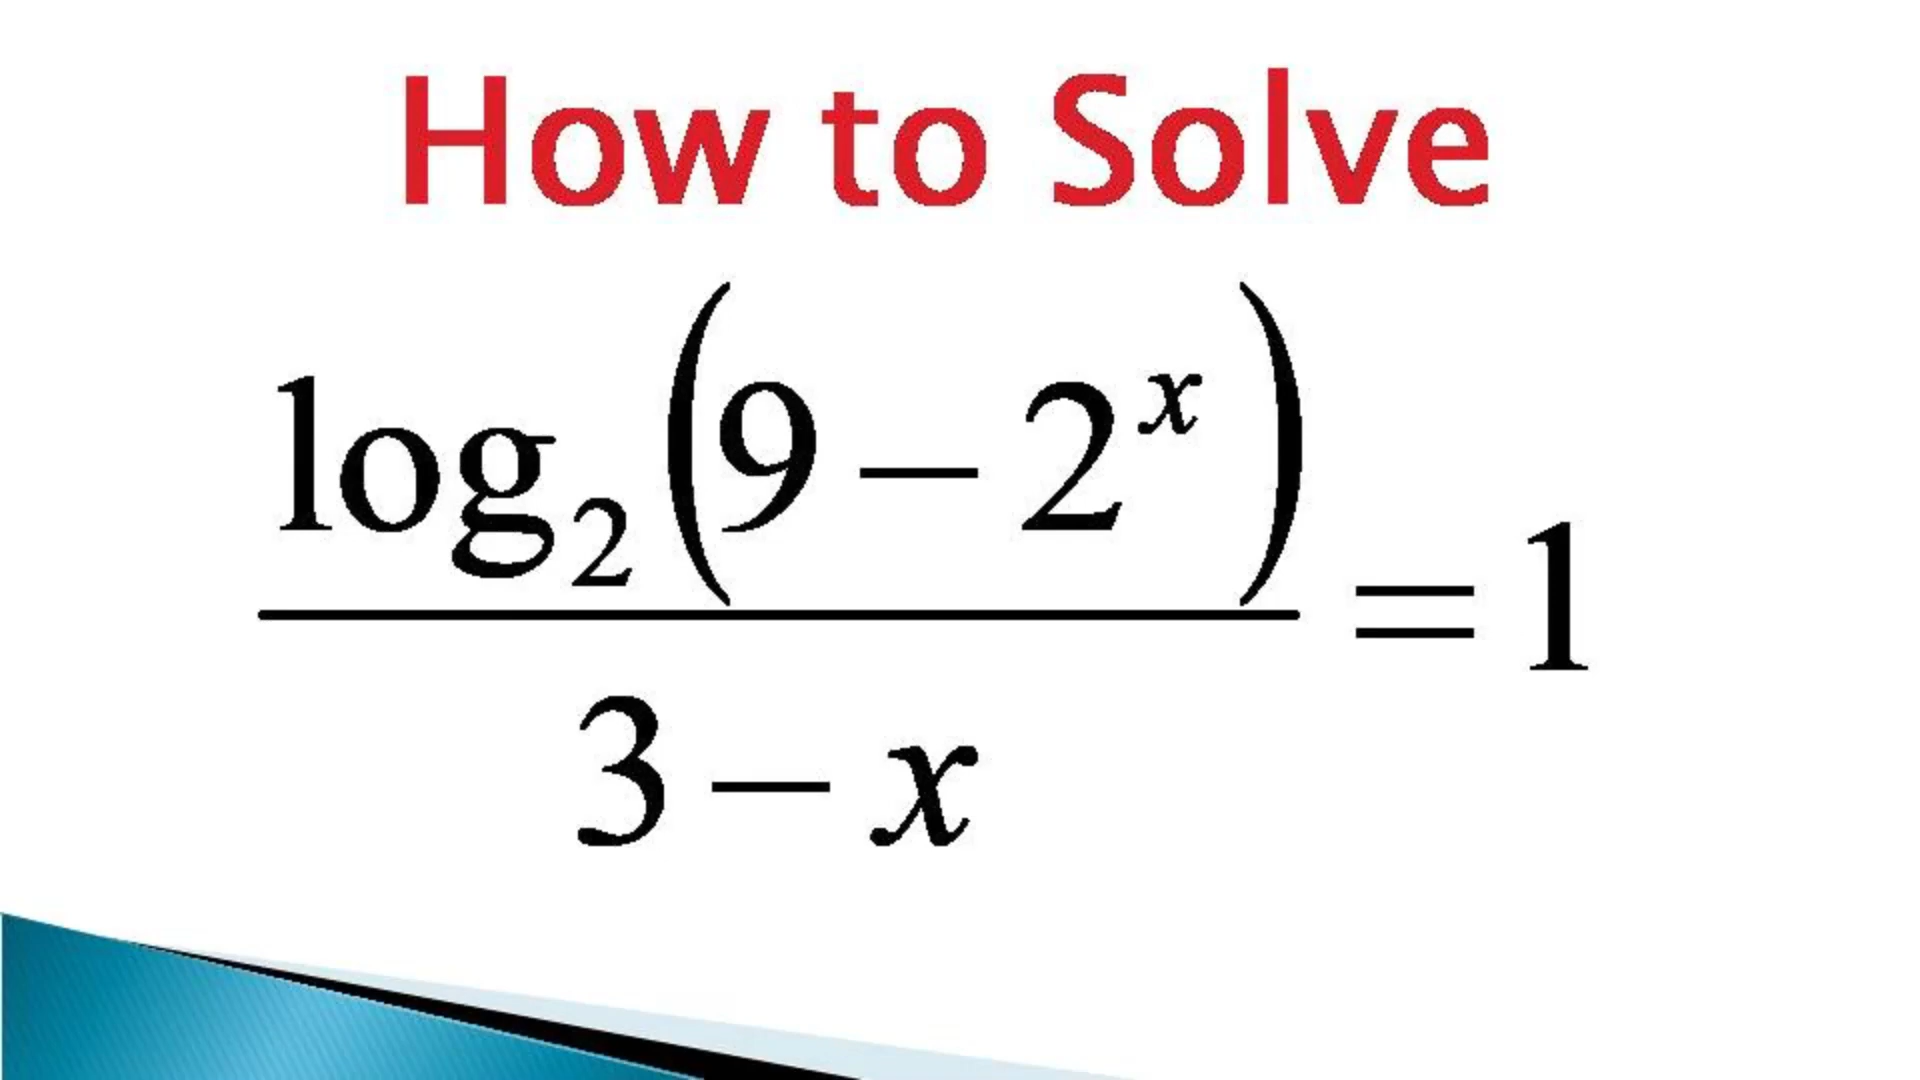 How to Solve
log₂(9 − 2ˣ)
= 1
3 − x